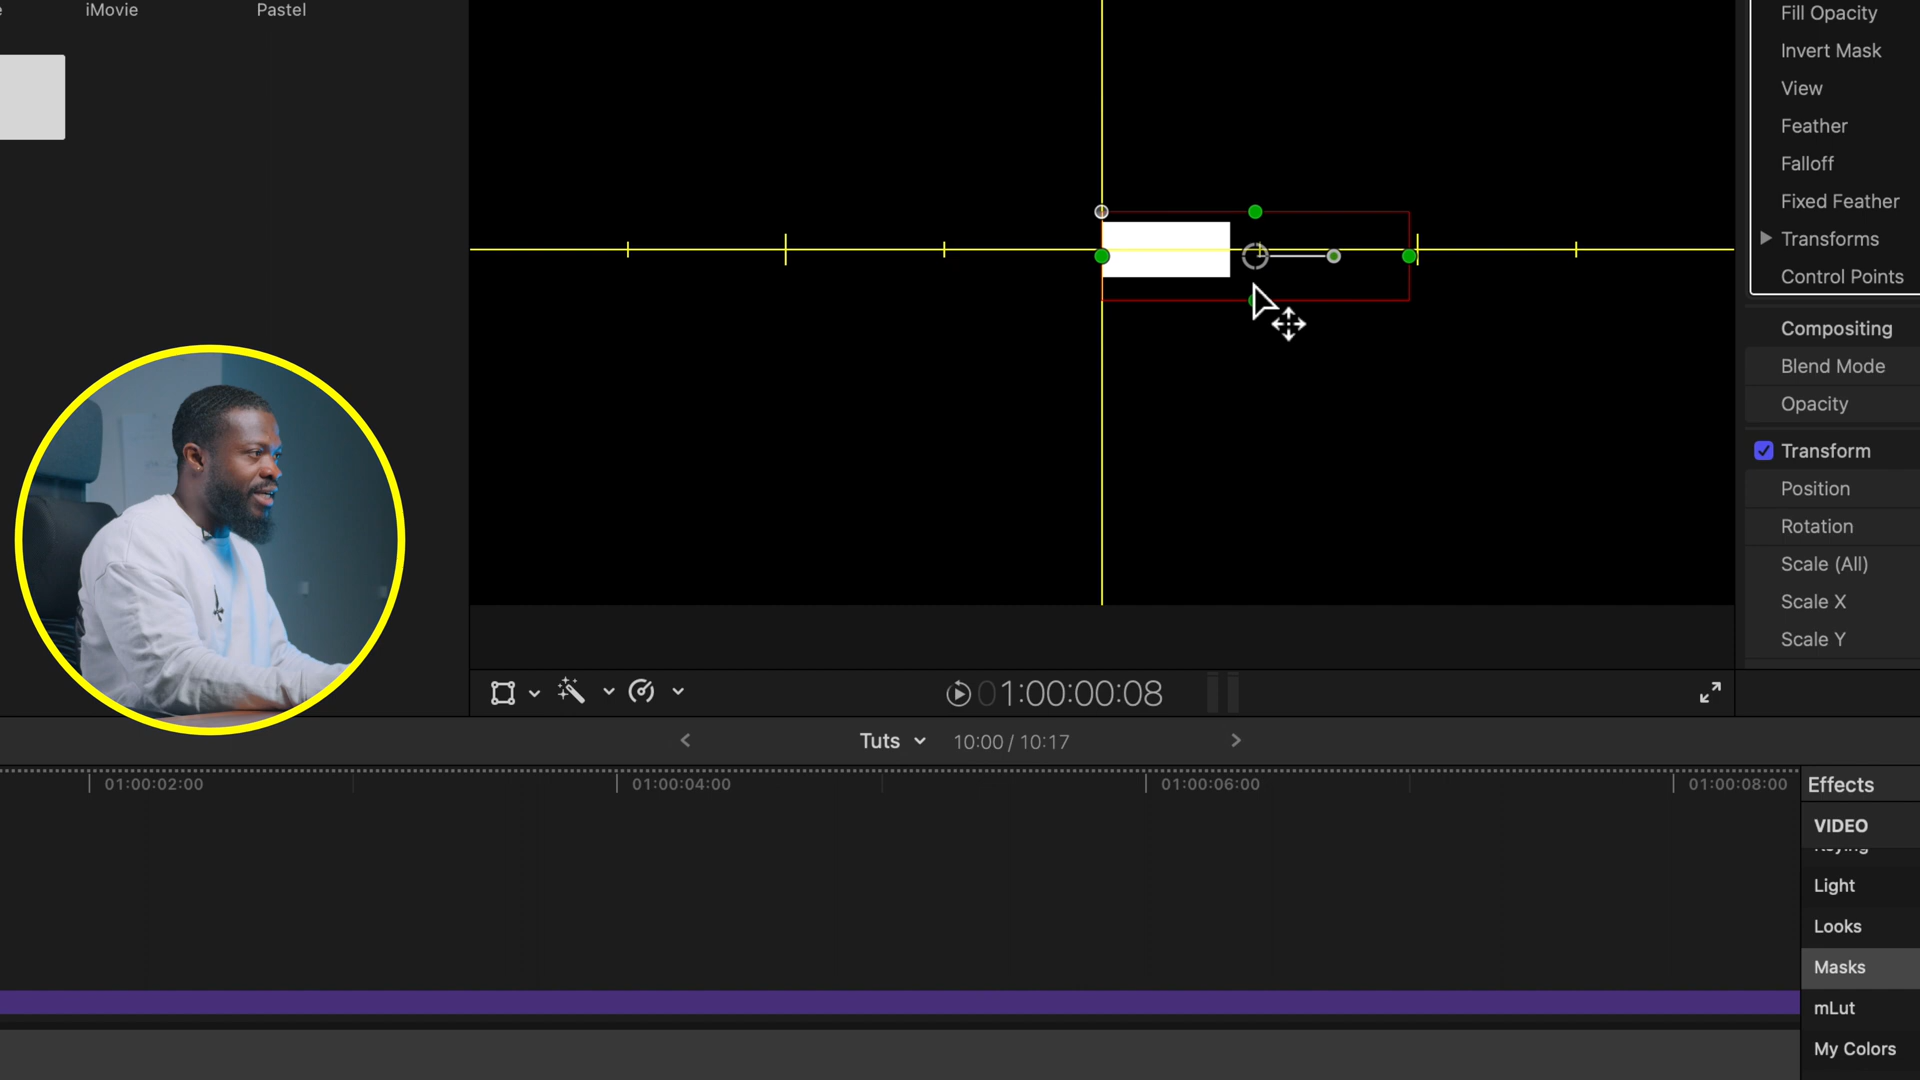 iMovie
Pastel
Fill Opacity
Invert Mask
View
Feather
Falloff
Fixed Feather
Transforms
Control Points
Compositing
Blend Mode
Opacity
Transform
Position
Rotation
Scale (All)
Scale X
Scale Y
01:00:00:08
Tuts
10:00 / 10:17
01:00:02:00
01:00:04:00
01:00:06:00
01:00:08:00
Effects
VIDEO
Keying
Light
Looks
Masks
mLut
My Colors